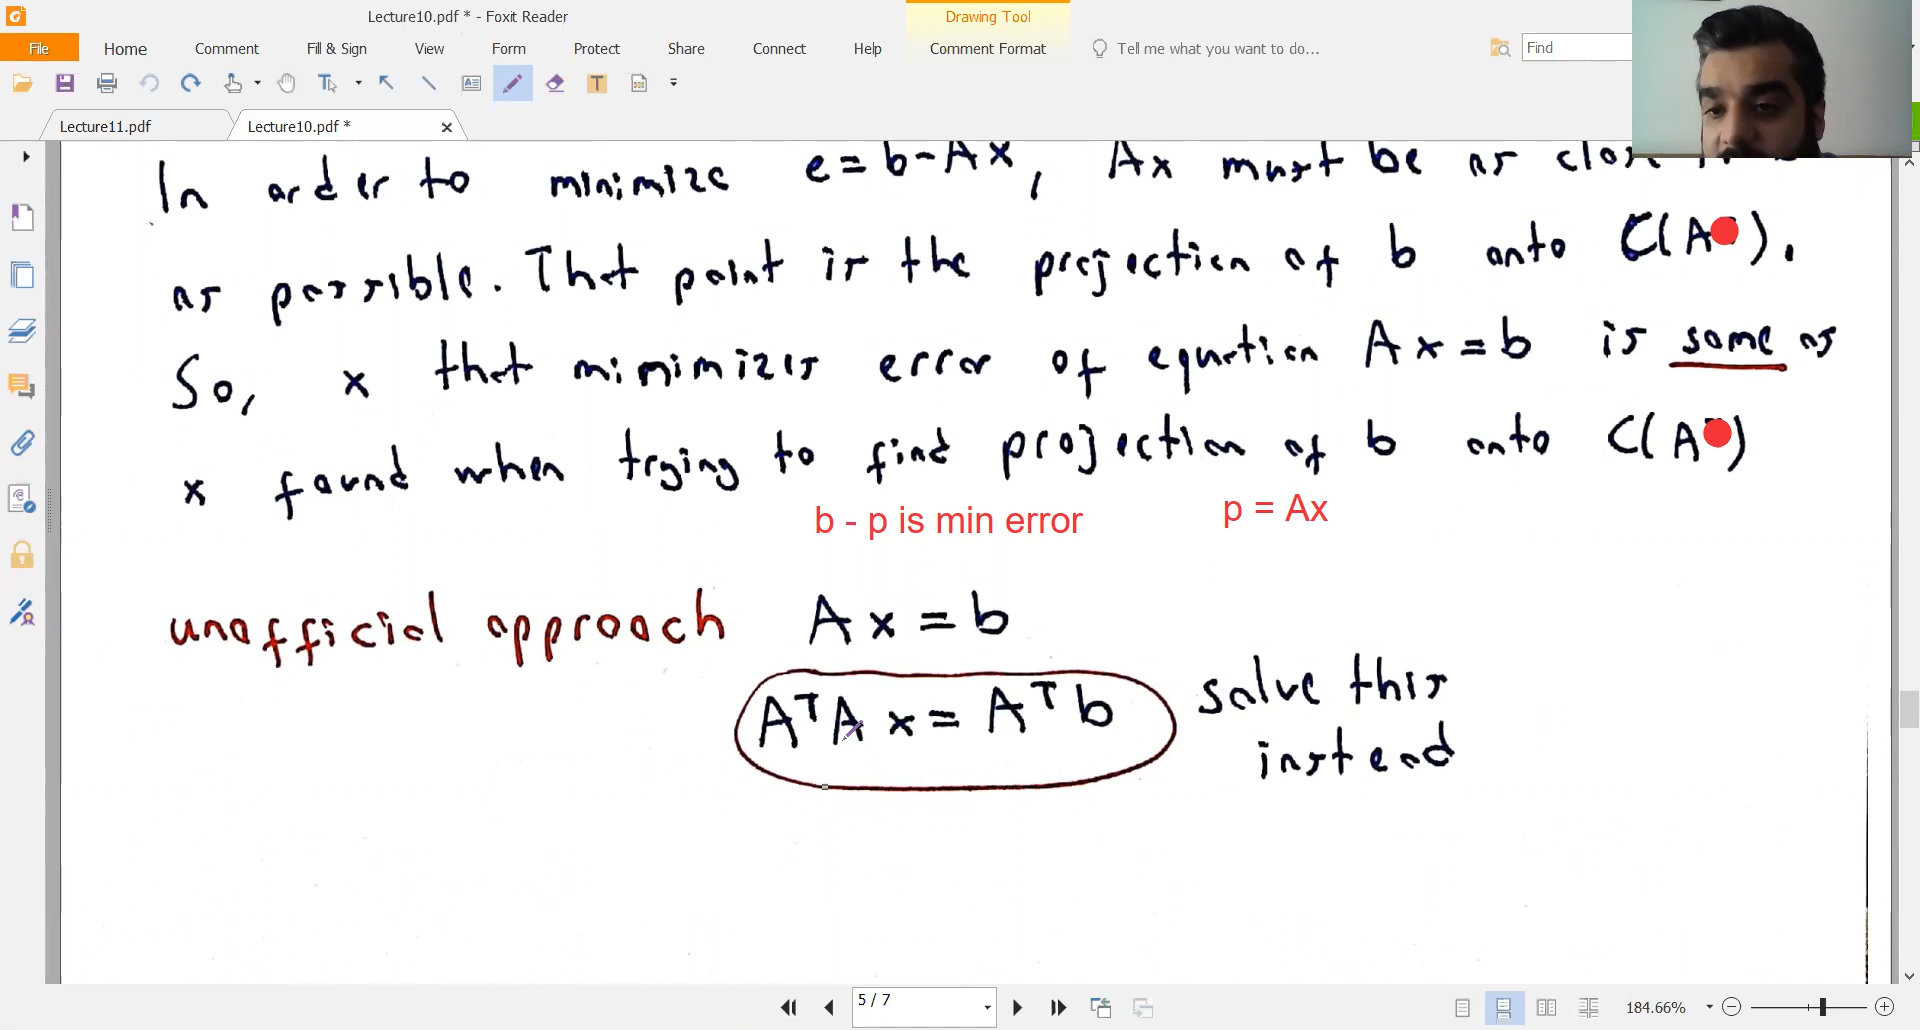 Lecture10.pdf * - Foxit Reader
Drawing Tool
File Home Comment Fill & Sign View Form Protect Share Connect Help Comment Format Tell me what you want to do... Find
Lecture11.pdf Lecture10.pdf *
In order to minimize e = b - Ax, Ax must be as
as possible. That point is the projection of b onto C(A).
So, x that minimizes error of equation Ax = b is same as
x found when trying to find projection of b onto C(A)
b - p is min error p = Ax
unofficial approach Ax = b
AᵀAx = Aᵀb solve this
instead
5 / 7 184.66%